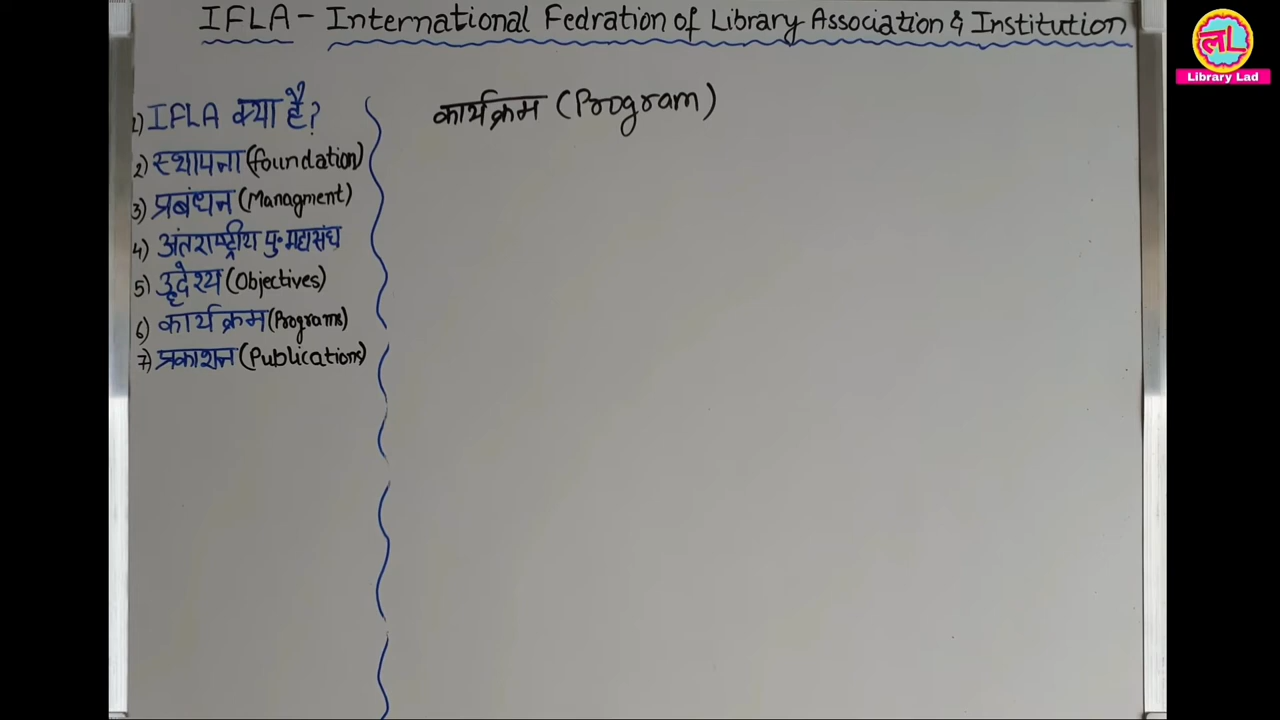 IFLA - International Fedration of Library Association & Institution
ला
Library Lad
1) IFLA क्या है?
2) स्थापना (foundation)
3) प्रबंधन (Managment)
4) अंतराष्ट्रीय पु. महासंघ
5) उद्देश्य (Objectives)
6) कार्यक्रम (Programs)
7) प्रकाशन (Publications)
कार्यक्रम (Program)